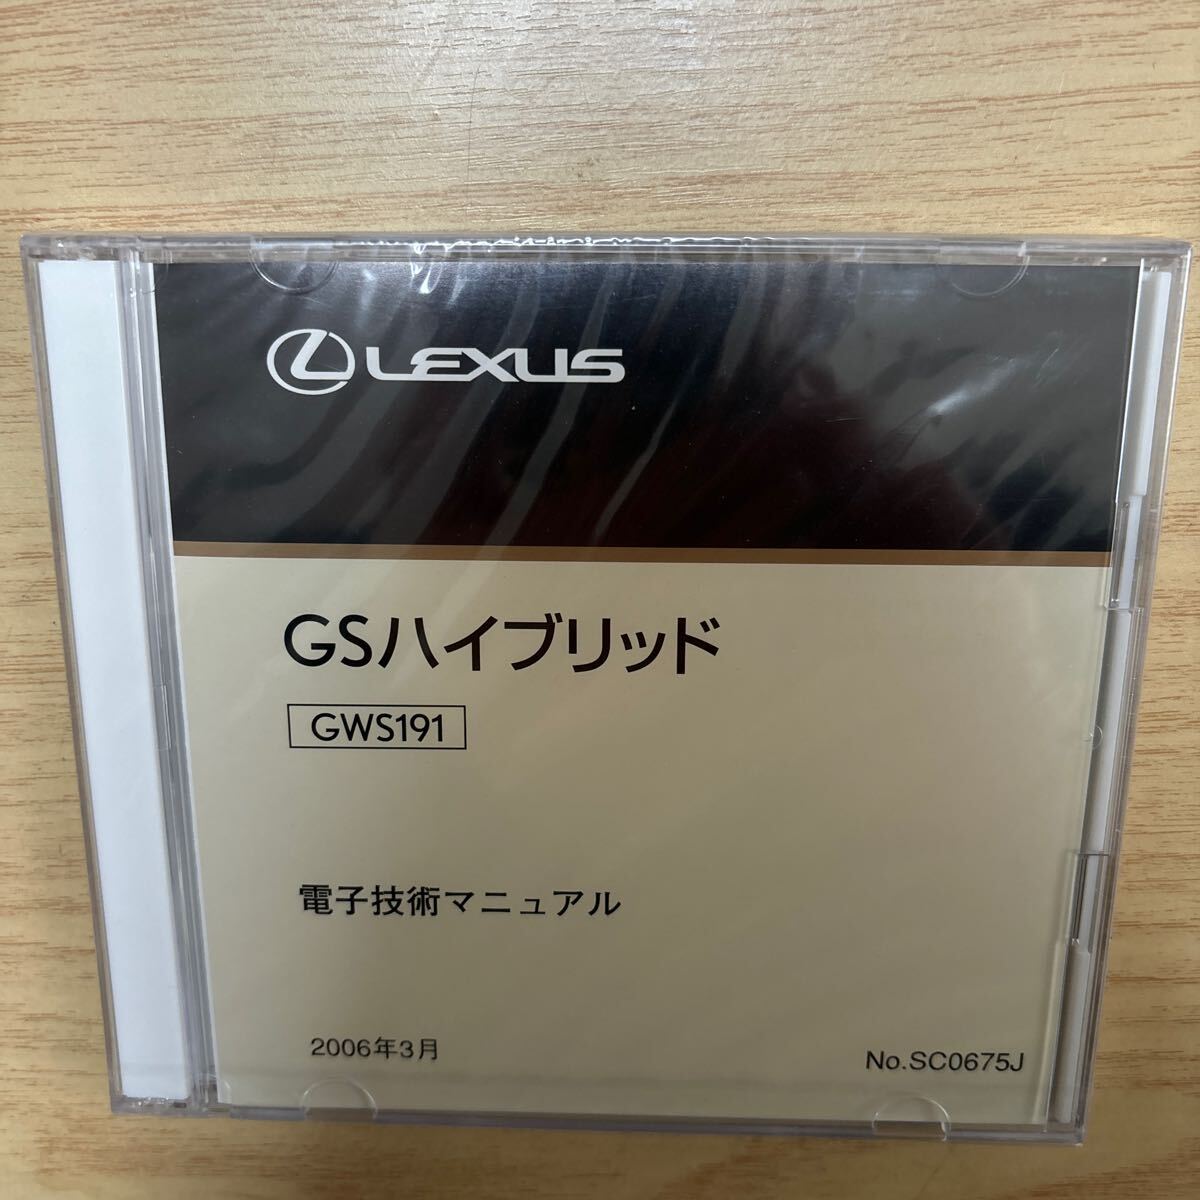 LEXUS
GSハイブリッド
GWS191
電子技術マニュアル
2006年3月
No.SC0675J